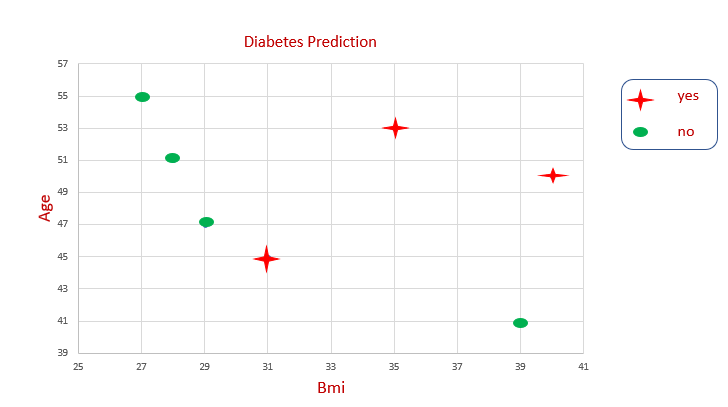 Diabetes Prediction
57
55
53
51
49
47
45
43
41
39
25 27 29 31 33 35 37 39 41
Age
Bmi
yes
no